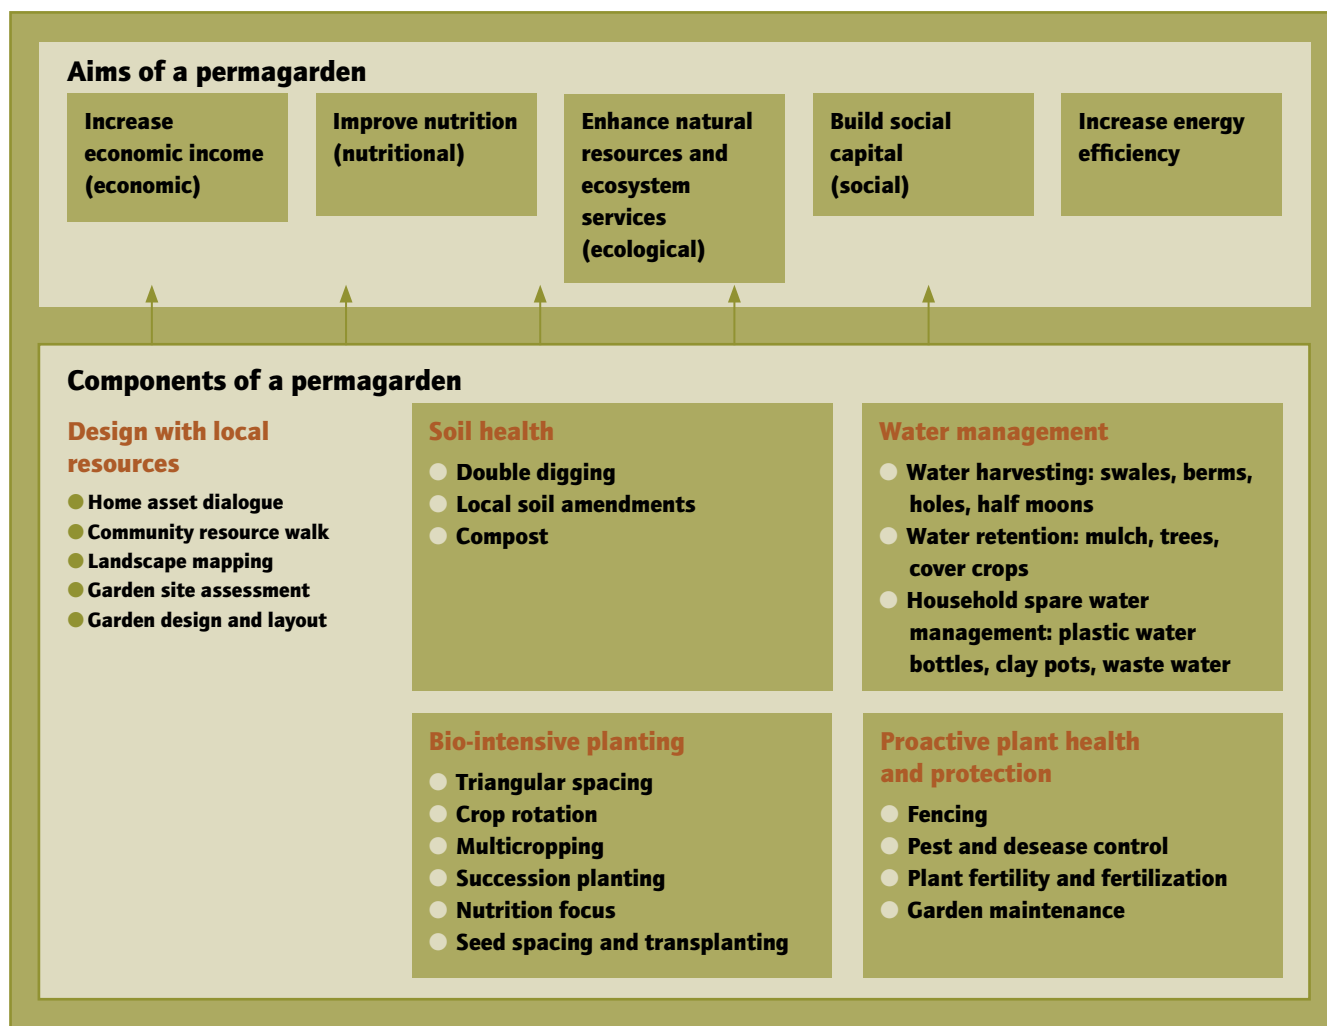 Aims of a permagarden
Increase
economic income
(economic)
Improve nutrition
(nutritional)
Enhance natural
resources and
ecosystem
services
(ecological)
Build social
capital
(social)
Increase energy
efficiency
Components of a permagarden
Design with local
resources
Home asset dialogue
Community resource walk
Landscape mapping
Garden site assessment
Garden design and layout
Soil health
Double digging
Local soil amendments
Compost
Water management
Water harvesting: swales, berms,
holes, half moons
Water retention: mulch, trees,
cover crops
Household spare water
management: plastic water
bottles, clay pots, waste water
Bio-intensive planting
Triangular spacing
Crop rotation
Multicropping
Succession planting
Nutrition focus
Seed spacing and transplanting
Proactive plant health
and protection
Fencing
Pest and desease control
Plant fertility and fertilization
Garden maintenance